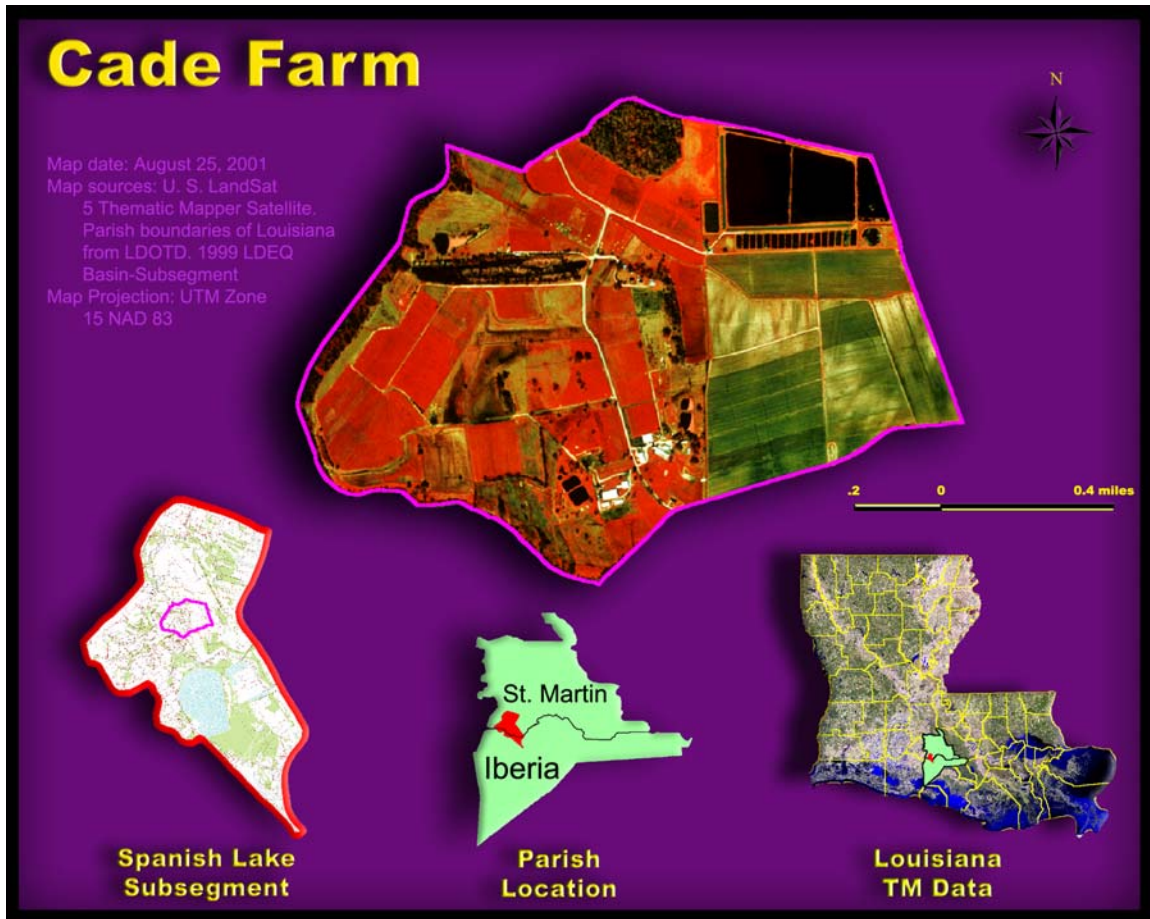 Cade Farm
N
Map date: August 25, 2001
Map sources: U. S. LandSat
5 Thematic Mapper Satellite.
Parish boundaries of Louisiana
from LDOTD. 1999 LDEQ
Basin-Subsegment
Map Projection: UTM Zone
15 NAD 83
.2 0 0.4 miles
St. Martin
Iberia
Spanish Lake
Subsegment
Parish
Location
Louisiana
TM Data